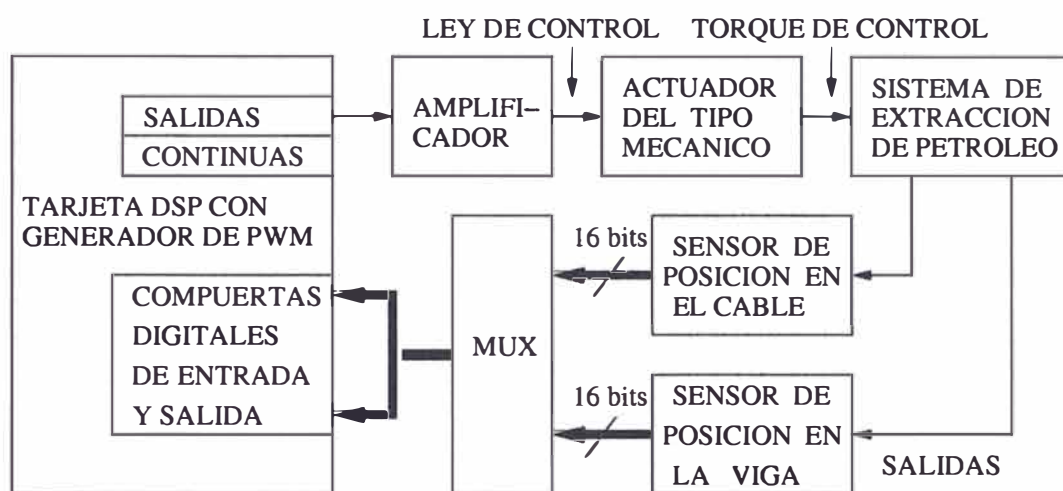 LEY DE CONTROL
TORQUE DE CONTROL
SALIDAS
CONTINUAS
TARJETA DSP CON
GENERADOR DE PWM
COMPUERTAS
DIGITALES
DE ENTRADA
Y SALIDA
AMPLIFI–
CADOR
ACTUADOR
DEL TIPO
MECANICO
SISTEMA DE
EXTRACCION
DE PETROLEO
MUX
16 bits
SENSOR DE
POSICION EN
EL CABLE
16 bits
SENSOR DE
POSICION EN
LA VIGA
SALIDAS